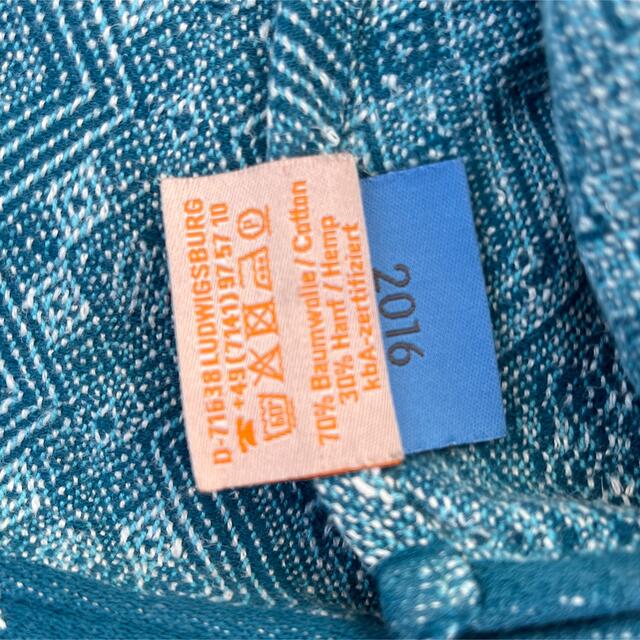 D-71638 LUDWIGSBURG
+49 (7141) 97 57 10
70% Baumwolle / Cotton
30% Hanf / Hemp
kbA-zertifiziert
2016